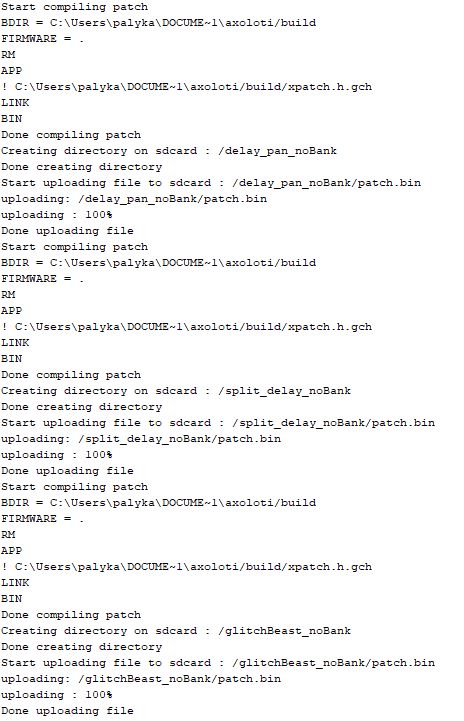 Start compiling patch
BDIR = C:\Users\palyka\DOCUME~1\axoloti/build
FIRMWARE = .
RM
APP
! C:\Users\palyka\DOCUME~1\axoloti/build/xpatch.h.gch
LINK
BIN
Done compiling patch
Creating directory on sdcard : /delay_pan_noBank
Done creating directory
Start uploading file to sdcard : /delay_pan_noBank/patch.bin
uploading: /delay_pan_noBank/patch.bin
uploading : 100%
Done uploading file
Start compiling patch
BDIR = C:\Users\palyka\DOCUME~1\axoloti/build
FIRMWARE = .
RM
APP
! C:\Users\palyka\DOCUME~1\axoloti/build/xpatch.h.gch
LINK
BIN
Done compiling patch
Creating directory on sdcard : /split_delay_noBank
Done creating directory
Start uploading file to sdcard : /split_delay_noBank/patch.bin
uploading: /split_delay_noBank/patch.bin
uploading : 100%
Done uploading file
Start compiling patch
BDIR = C:\Users\palyka\DOCUME~1\axoloti/build
FIRMWARE = .
RM
APP
! C:\Users\palyka\DOCUME~1\axoloti/build/xpatch.h.gch
LINK
BIN
Done compiling patch
Creating directory on sdcard : /glitchBeast_noBank
Done creating directory
Start uploading file to sdcard : /glitchBeast_noBank/patch.bin
uploading: /glitchBeast_noBank/patch.bin
uploading : 100%
Done uploading file